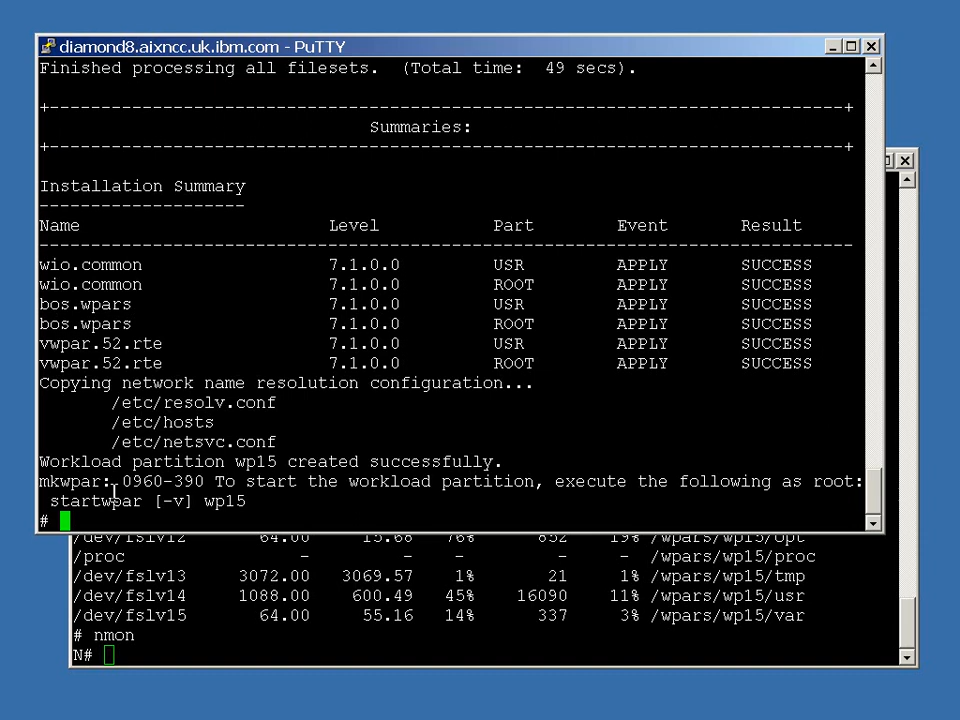 diamond8.aixncc.uk.ibm.com - PuTTY
Finished processing all filesets.  (Total time:  49 secs).
+------------------------------------------------------------------------------+
Summaries:
+------------------------------------------------------------------------------+
Installation Summary
--------------------
Name Level Part Event Result
-------------------------------------------------------------------------------
wio.common 7.1.0.0 USR APPLY SUCCESS
wio.common 7.1.0.0 ROOT APPLY SUCCESS
bos.wpars 7.1.0.0 USR APPLY SUCCESS
bos.wpars 7.1.0.0 ROOT APPLY SUCCESS
vwpar.52.rte 7.1.0.0 USR APPLY SUCCESS
vwpar.52.rte 7.1.0.0 ROOT APPLY SUCCESS
Copying network name resolution configuration...
/etc/resolv.conf
/etc/hosts
/etc/netsvc.conf
Workload partition wp15 created successfully.
mkwpar: 0960-390 To start the workload partition, execute the following as root:
startwpar [-v] wp15
#
/dev/fslv12 64.00 15.68 76% 852 19% /wpars/wp15/opt
/proc - - - - - /wpars/wp15/proc
/dev/fslv13 3072.00 3069.57 1% 21 1% /wpars/wp15/tmp
/dev/fslv14 1088.00 600.49 45% 16090 11% /wpars/wp15/usr
/dev/fslv15 64.00 55.16 14% 337 3% /wpars/wp15/var
# nmon
N#